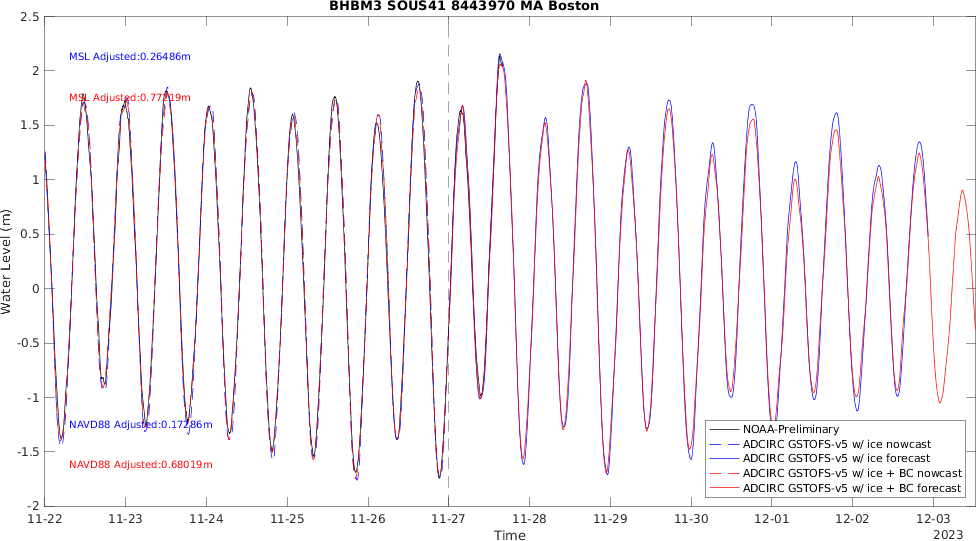 BHBM3 SOUS41 8443970 MA Boston
2.5
2
1.5
1
0.5
0
-0.5
-1
-1.5
-2
Water Level (m)
MSL Adjusted:0.26486m
MSL Adjusted:0.77219m
NAVD88 Adjusted:0.17286m
NAVD88 Adjusted:0.68019m
NOAA-Preliminary
ADCIRC GSTOFS-v5 w/ ice nowcast
ADCIRC GSTOFS-v5 w/ ice forecast
ADCIRC GSTOFS-v5 w/ ice + BC nowcast
ADCIRC GSTOFS-v5 w/ ice + BC forecast
11-22 11-23 11-24 11-25 11-26 11-27 11-28 11-29 11-30 12-01 12-02 12-03
Time
2023